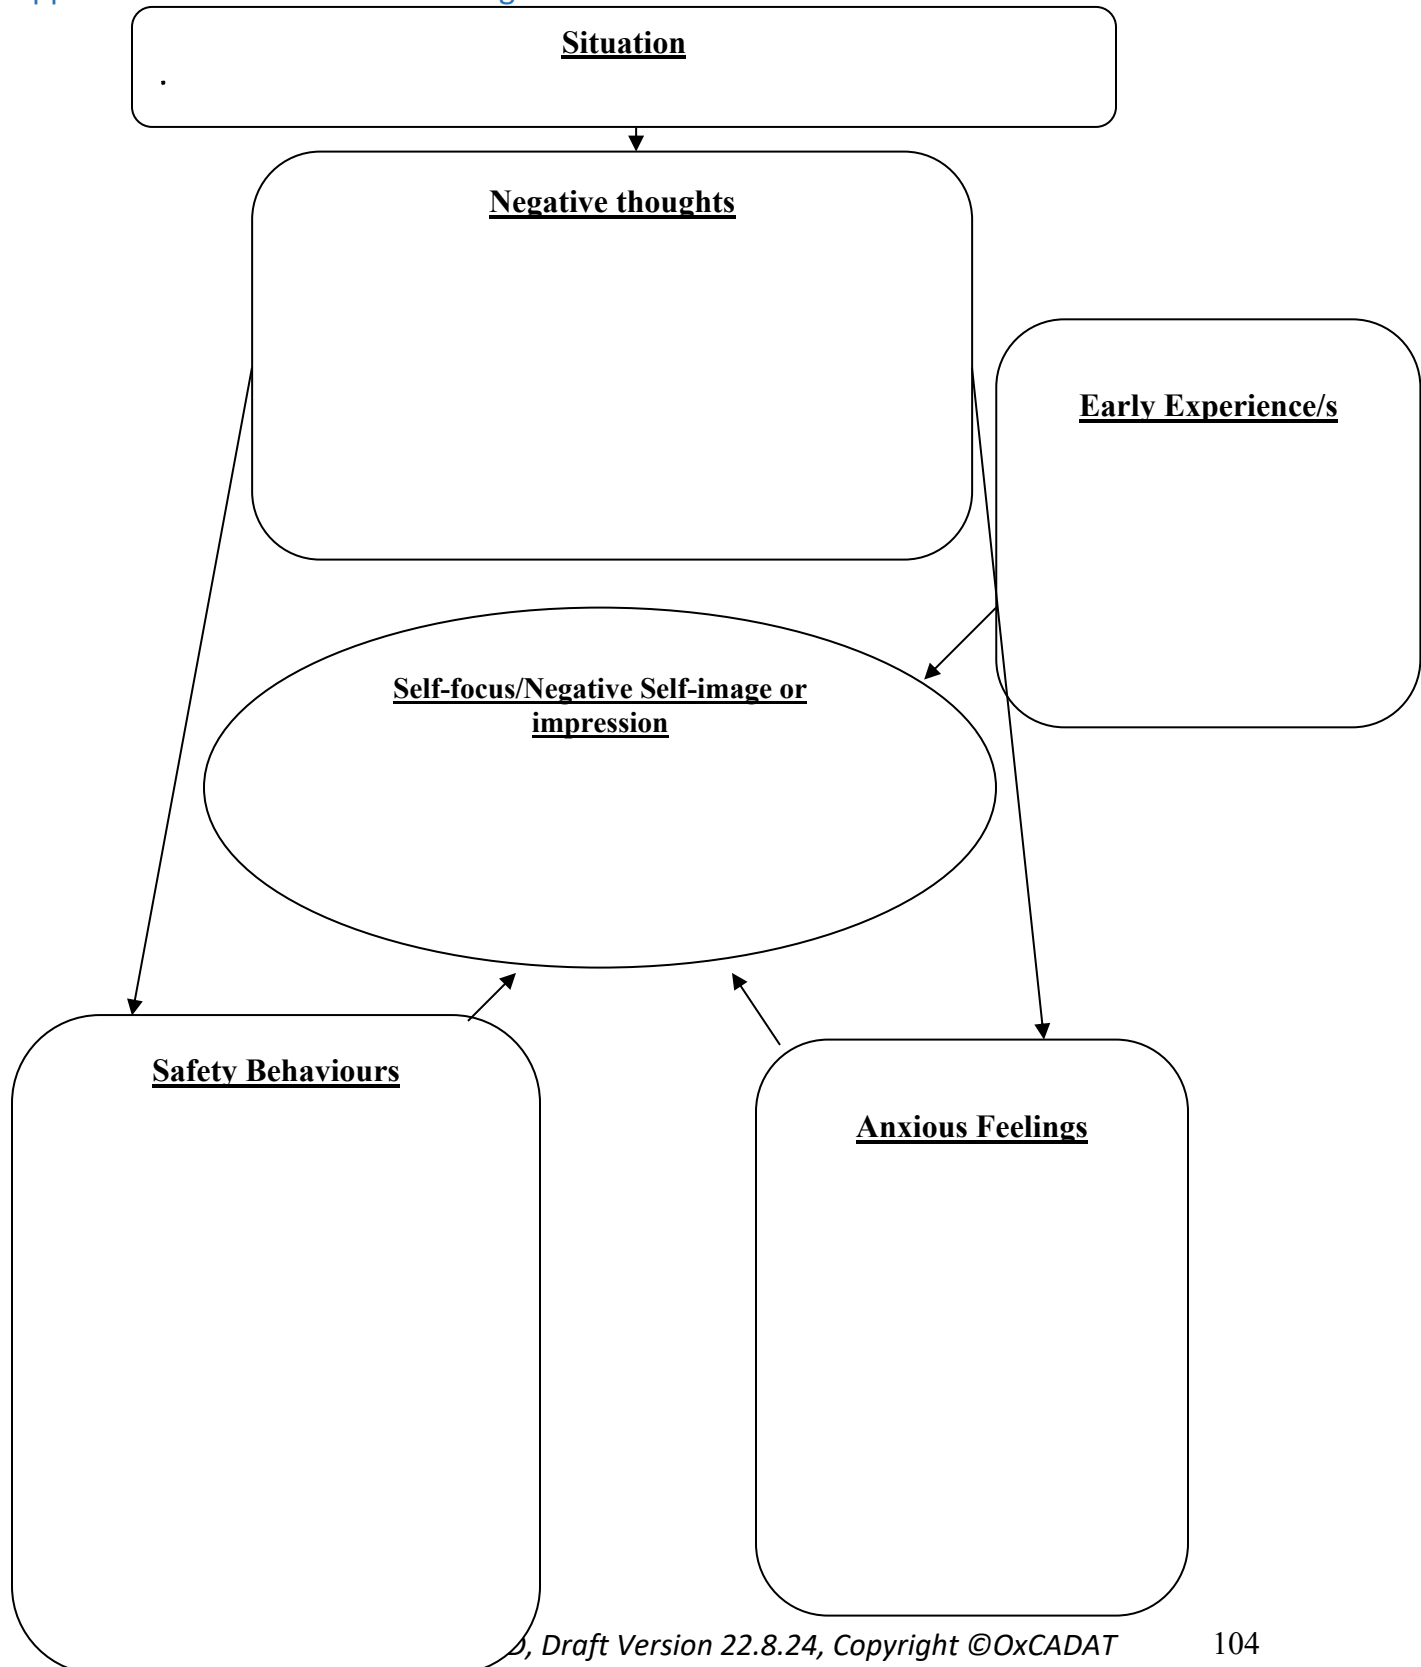 Situation
.
Negative thoughts
Early Experience/s
Self-focus/Negative Self-image or
impression
Safety Behaviours
Anxious Feelings
Draft Version 22.8.24, Copyright ©OxCADAT 104